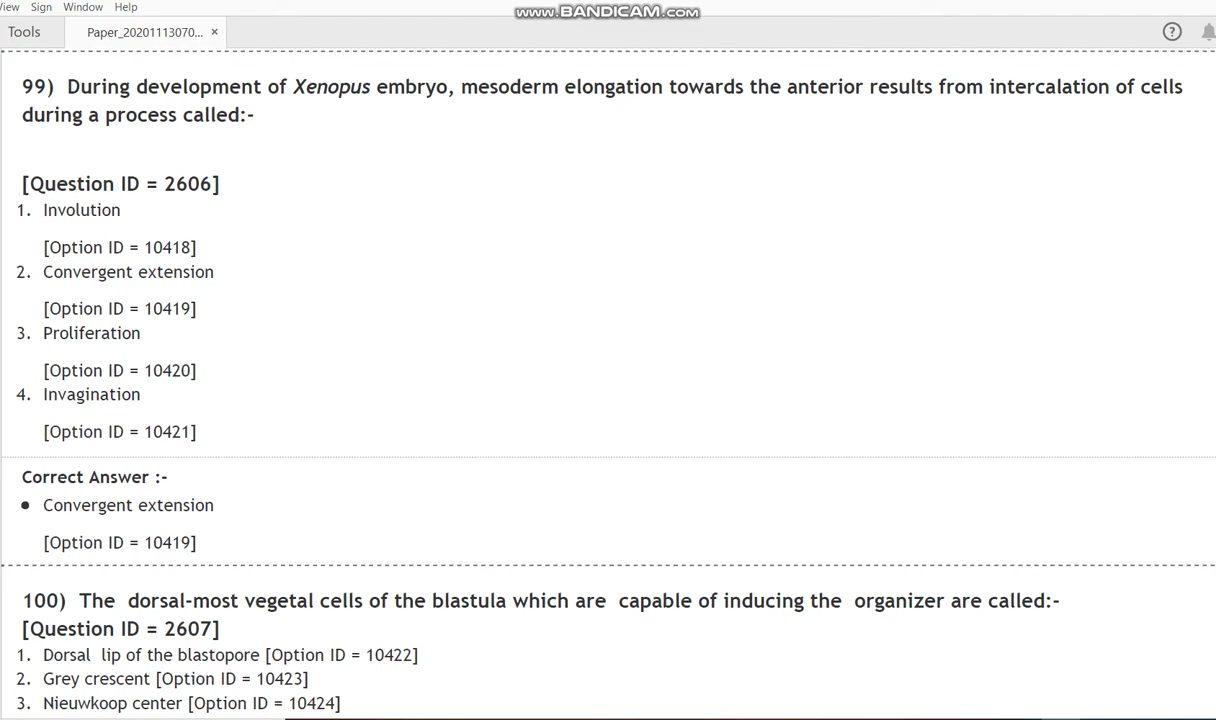 View Sign Window Help
www.BANDICAM.com
Tools Paper_20201113070... × ?
99) During development of Xenopus embryo, mesoderm elongation towards the anterior results from intercalation of cells
during a process called:-
[Question ID = 2606]
1. Involution
[Option ID = 10418]
2. Convergent extension
[Option ID = 10419]
3. Proliferation
[Option ID = 10420]
4. Invagination
[Option ID = 10421]
Correct Answer :-
• Convergent extension
[Option ID = 10419]
100) The dorsal-most vegetal cells of the blastula which are capable of inducing the organizer are called:-
[Question ID = 2607]
1. Dorsal lip of the blastopore [Option ID = 10422]
2. Grey crescent [Option ID = 10423]
3. Nieuwkoop center [Option ID = 10424]